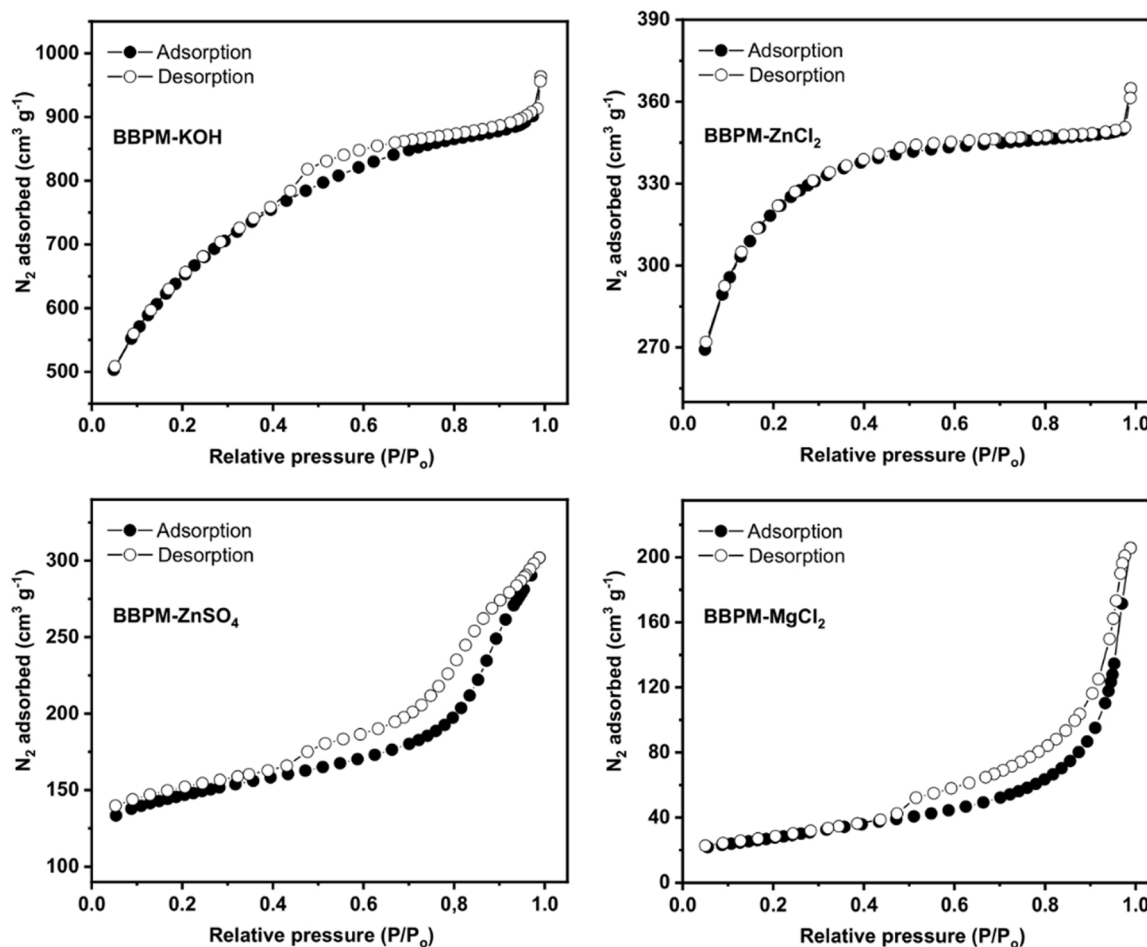 1000
900
800
700
600
500
N₂ adsorbed (cm³ g⁻¹)
Adsorption
Desorption
BBPM-KOH
0.0 0.2 0.4 0.6 0.8 1.0
Relative pressure (P/Pₒ)
390
360
330
300
270
N₂ adsorbed (cm³ g⁻¹)
Adsorption
Desorption
BBPM-ZnCl₂
0.0 0.2 0.4 0.6 0.8 1.0
Relative pressure (P/Pₒ)
300
250
200
150
100
N₂ adsorbed (cm³ g⁻¹)
Adsorption
Desorption
BBPM-ZnSO₄
0.0 0.2 0.4 0.6 0,8 1.0
Relative pressure (P/Pₒ)
200
160
120
80
40
0
N₂ adsorbed (cm³ g⁻¹)
Adsorption
Desorption
BBPM-MgCl₂
0.0 0.2 0.4 0.6 0.8 1.0
Relative pressure (P/Pₒ)